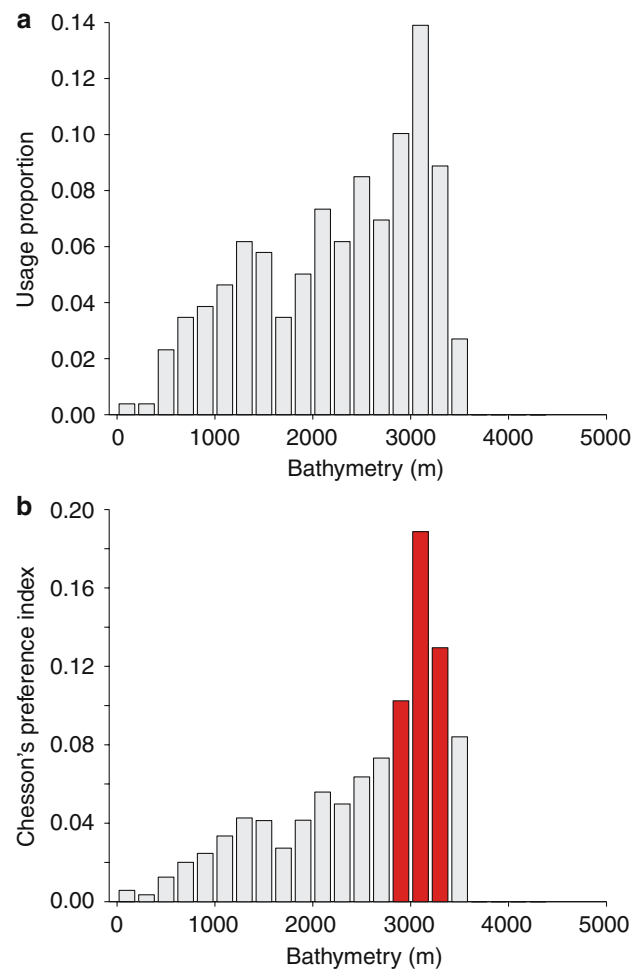 a
Usage proportion
0.14
0.12
0.10
0.08
0.06
0.04
0.02
0.00
0 1000 2000 3000 4000 5000
Bathymetry (m)
b
Chesson's preference index
0.20
0.16
0.12
0.08
0.04
0.00
0 1000 2000 3000 4000 5000
Bathymetry (m)